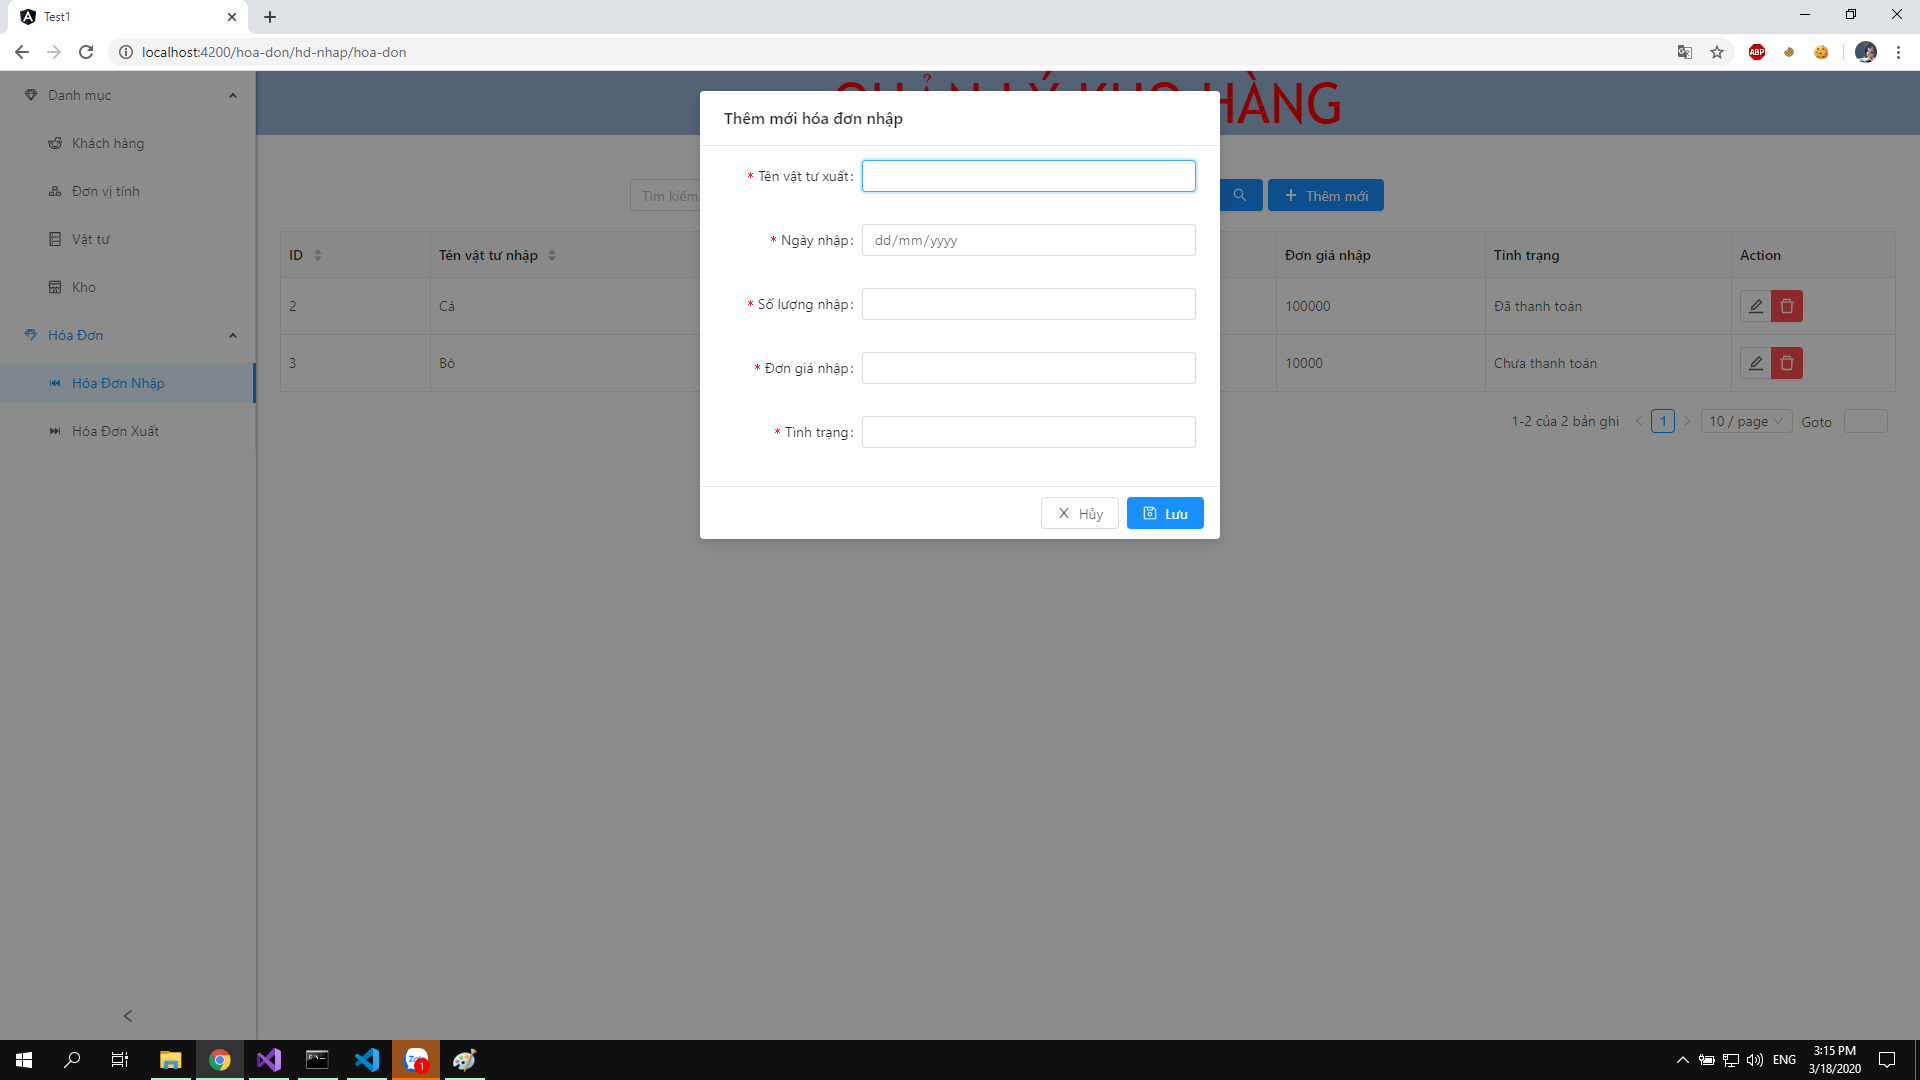 Test1
localhost:4200/hoa-don/hd-nhap/hoa-don
ABP
Danh mục
Khách hàng
Đơn vị tính
Vật tư
Kho
Hóa Đơn
Hóa Đơn Nhập
Hóa Đơn Xuất
QUẢN LÝ KHO HÀNG
Tìm kiếm
Thêm mới
ID Tên vật tư nhập Đơn giá nhập Tình trạng Action
2 Cá 100000 Đã thanh toán
3 Bò 10000 Chưa thanh toán
1-2 của 2 bản ghi 1 10 / page Goto
Thêm mới hóa đơn nhập
* Tên vật tư xuất:
* Ngày nhập: dd/mm/yyyy
* Số lượng nhập:
* Đơn giá nhập:
* Tình trạng:
Hủy Lưu
1
ENG
3:15 PM
3/18/2020